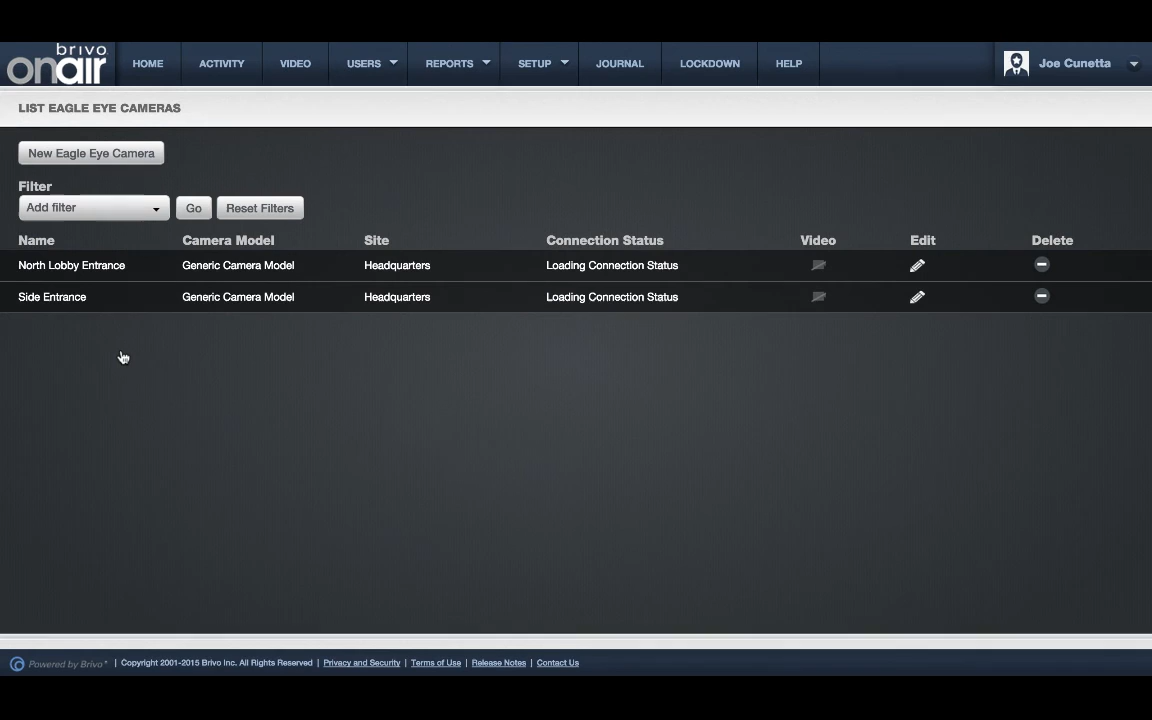 brivo
onair
HOME ACTIVITY VIDEO USERS REPORTS SETUP JOURNAL LOCKDOWN HELP Joe Cunetta
LIST EAGLE EYE CAMERAS
New Eagle Eye Camera
Filter
Add filter Go Reset Filters
Name Camera Model Site Connection Status Video Edit Delete
North Lobby Entrance Generic Camera Model Headquarters Loading Connection Status
Side Entrance Generic Camera Model Headquarters Loading Connection Status
Powered by Brivo™ | Copyright 2001-2015 Brivo Inc. All Rights Reserved | Privacy and Security | Terms of Use | Release Notes | Contact Us